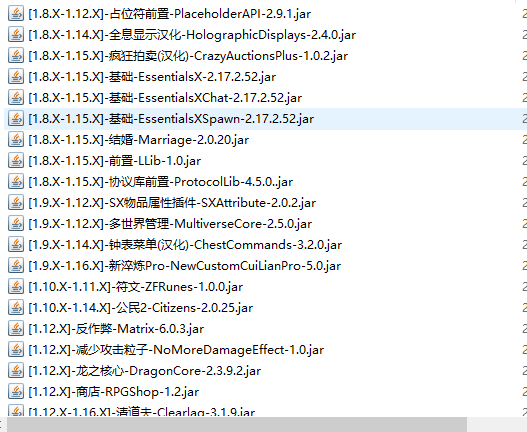 [1.8.X-1.12.X]-占位符前置-PlaceholderAPI-2.9.1.jar
[1.8.X-1.14.X]-全息显示汉化-HolographicDisplays-2.4.0.jar
[1.8.X-1.15.X]-疯狂拍卖(汉化)-CrazyAuctionsPlus-1.0.2.jar
[1.8.X-1.15.X]-基础-EssentialsX-2.17.2.52.jar
[1.8.X-1.15.X]-基础-EssentialsXChat-2.17.2.52.jar
[1.8.X-1.15.X]-基础-EssentialsXSpawn-2.17.2.52.jar
[1.8.X-1.15.X]-结婚-Marriage-2.0.20.jar
[1.8.X-1.15.X]-前置-LLib-1.0.jar
[1.8.X-1.15.X]-协议库前置-ProtocolLib-4.5.0..jar
[1.9.X-1.12.X]-SX物品属性插件-SXAttribute-2.0.2.jar
[1.9.X-1.12.X]-多世界管理-MultiverseCore-2.5.0.jar
[1.9.X-1.14.X]-钟表菜单(汉化)-ChestCommands-3.2.0.jar
[1.9.X-1.16.X]-新淬炼Pro-NewCustomCuiLianPro-5.0.jar
[1.10.X-1.11.X]-符文-ZFRunes-1.0.0.jar
[1.10.X-1.14.X]-公民2-Citizens-2.0.25.jar
[1.12.X]-反作弊-Matrix-6.0.3.jar
[1.12.X]-减少攻击粒子-NoMoreDamageEffect-1.0.jar
[1.12.X]-龙之核心-DragonCore-2.3.9.2.jar
[1.12.X]-商店-RPGShop-1.2.jar
[1.12.X-1.16.X]-清道夫-Clearlag-3.1.9.jar